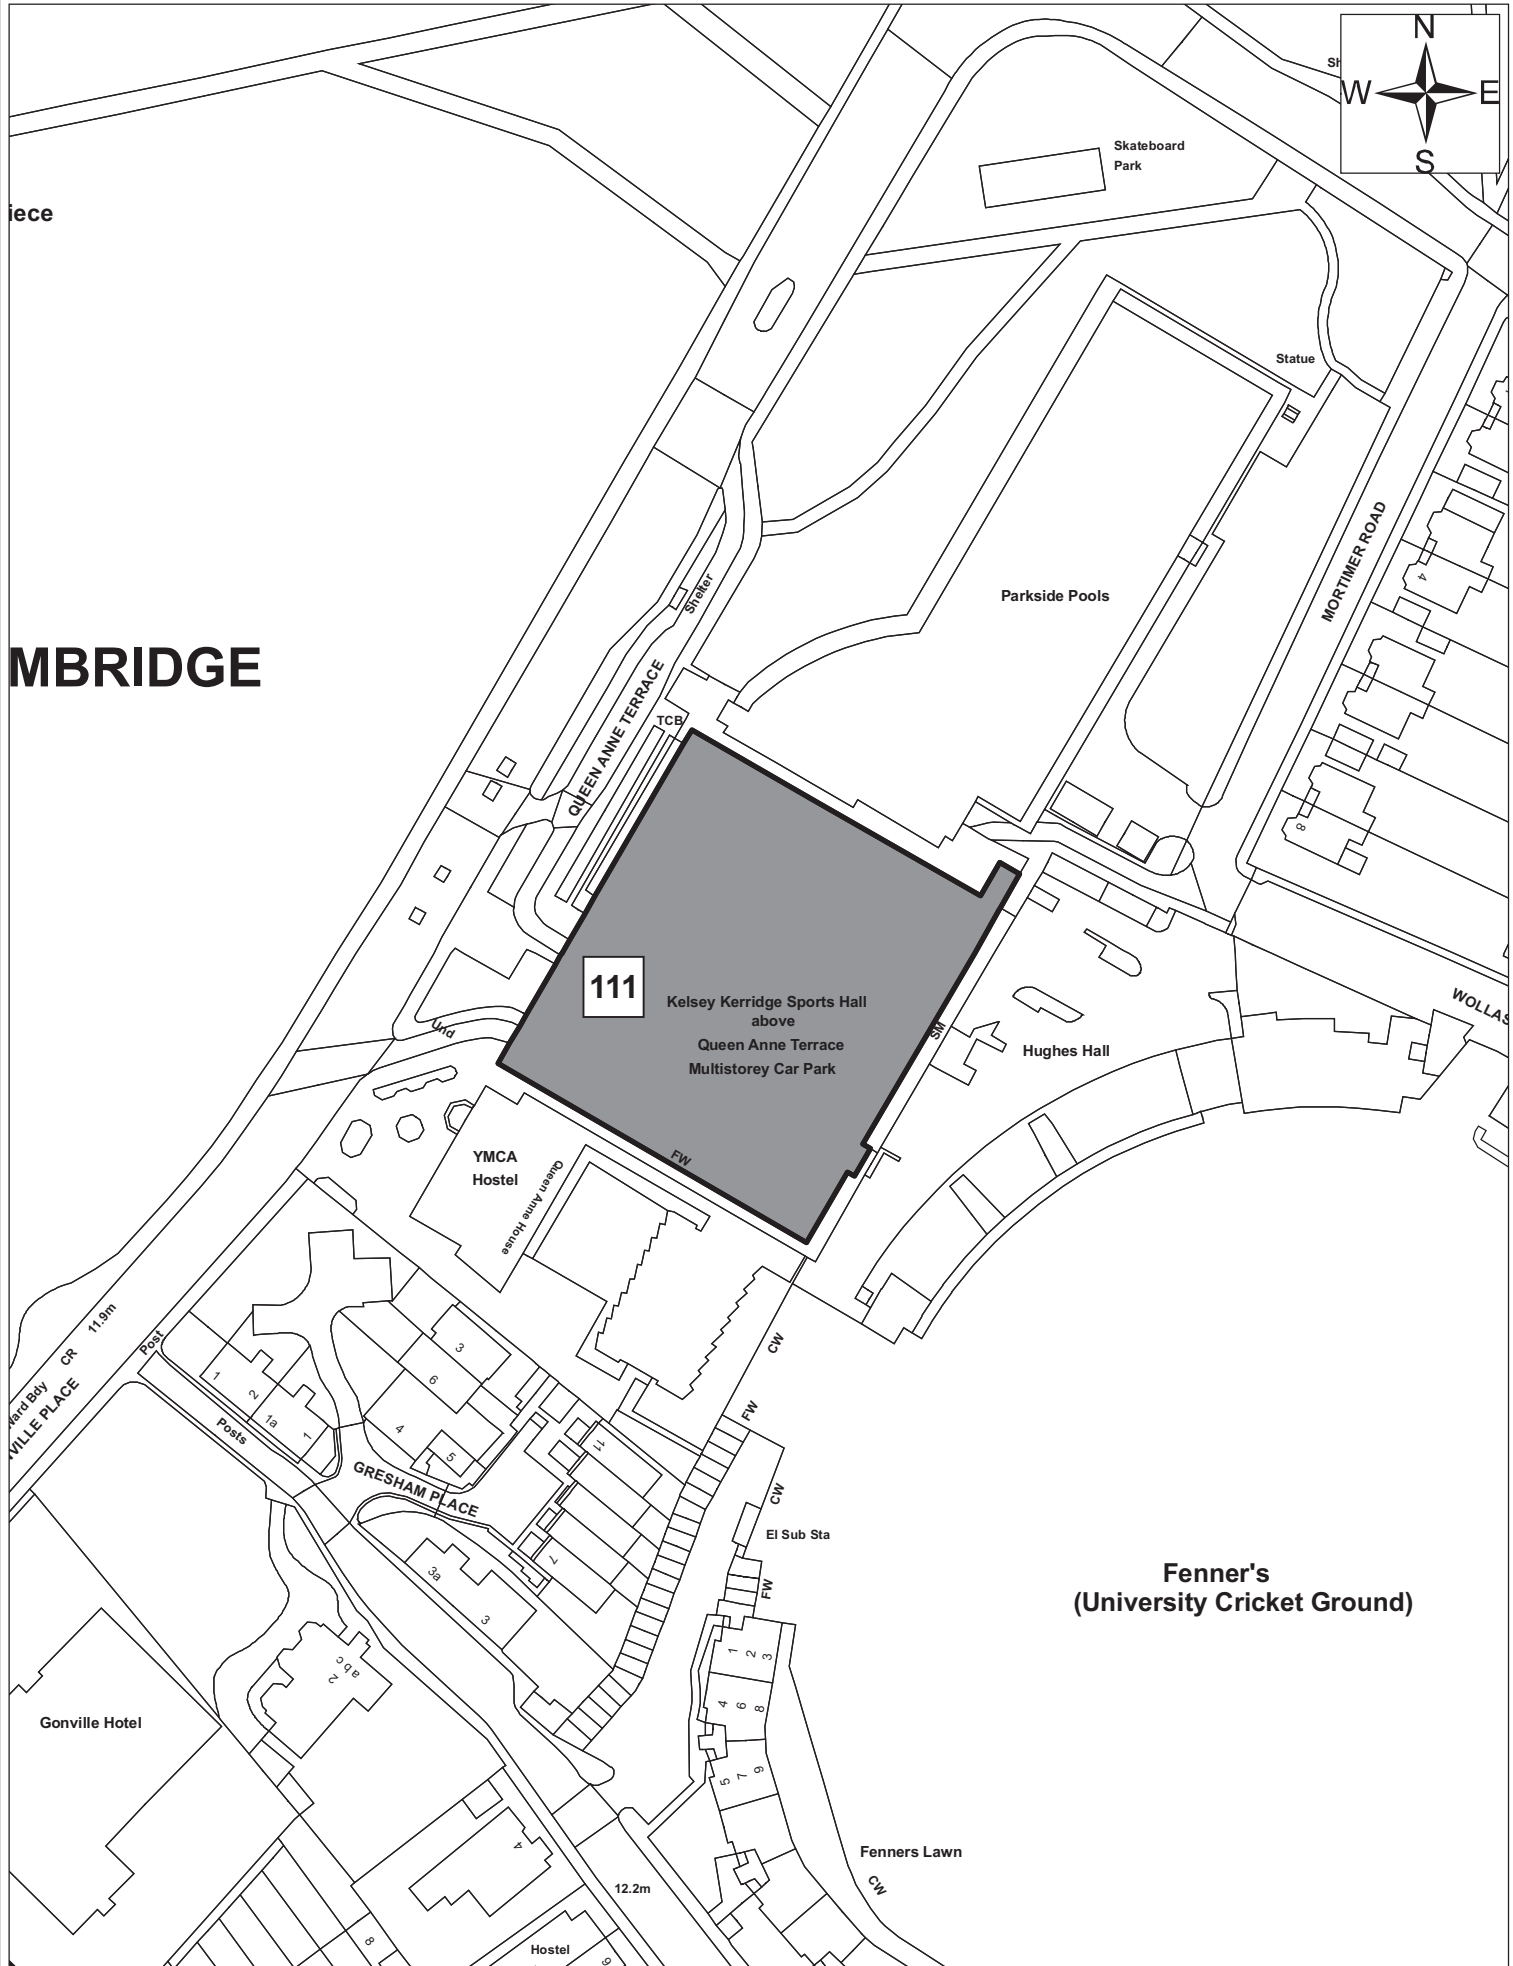 N
W
E
S
Sh
Skateboard
Park
iece
Statue
MORTIMER ROAD
4
Shelter
Parkside Pools
MBRIDGE
QUEEN ANNE TERRACE
TCB
8
111
Kelsey Kerridge Sports Hall
above
Queen Anne Terrace
Multistorey Car Park
WOLLAS
Und
SM
Hughes Hall
YMCA
Hostel
FW
Queen Anne House
11.9m
CR
Post
ward Bdy
NVILLE PLACE
CW
3
6
1
2
1a
1
4
5
Posts
FW
11
GRESHAM PLACE
CW
El Sub Sta
7
3a
3
FW
Fenner's
(University Cricket Ground)
1
2
3
a b c
2
4
6
8
Gonville Hotel
5
7
9
4
Fenners Lawn
CW
12.2m
8
Hostel
9